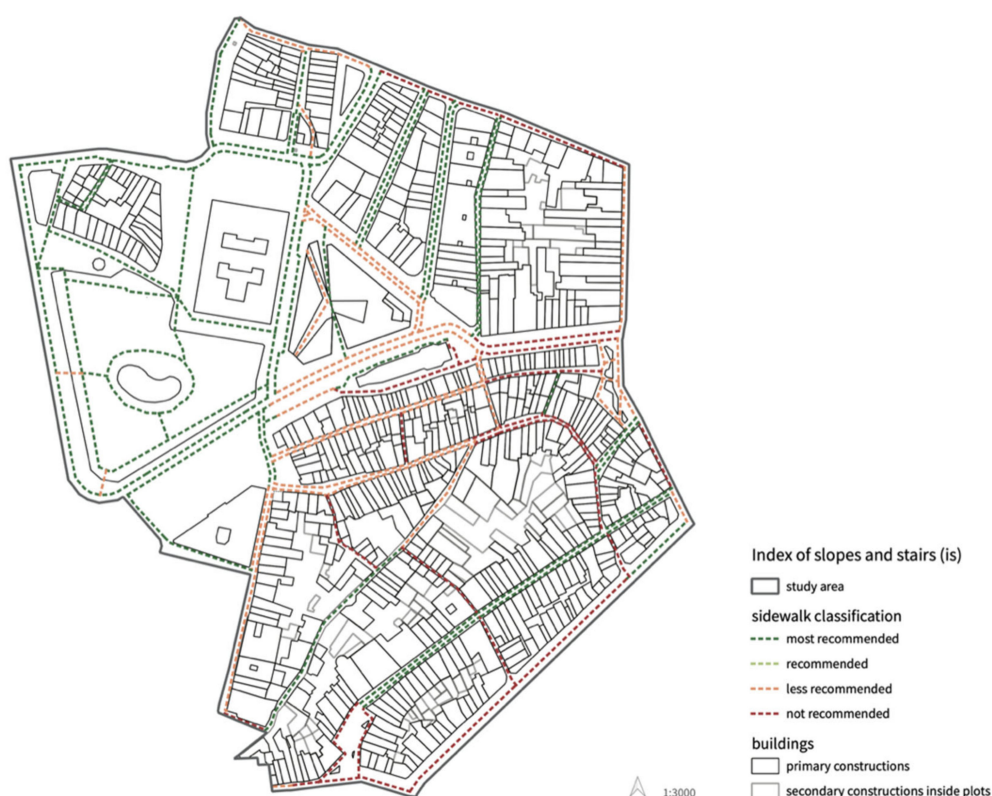 Index of slopes and stairs (is)
study area
sidewalk classification
most recommended
recommended
less recommended
not recommended
buildings
primary constructions
secondary constructions inside plots
1:3000